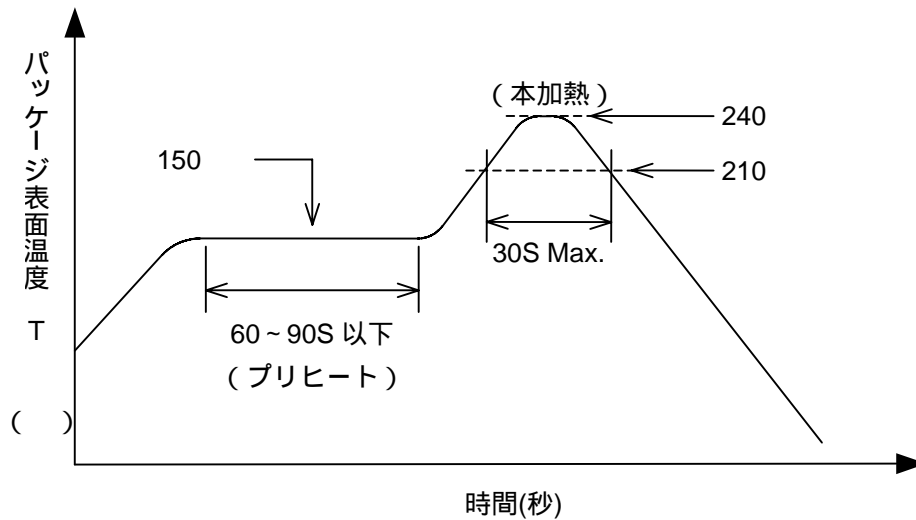 パッケージ表面温度 T ( )
(本加熱)
240
150
210
30S Max.
60~90S 以下
(プリヒート)
時間(秒)